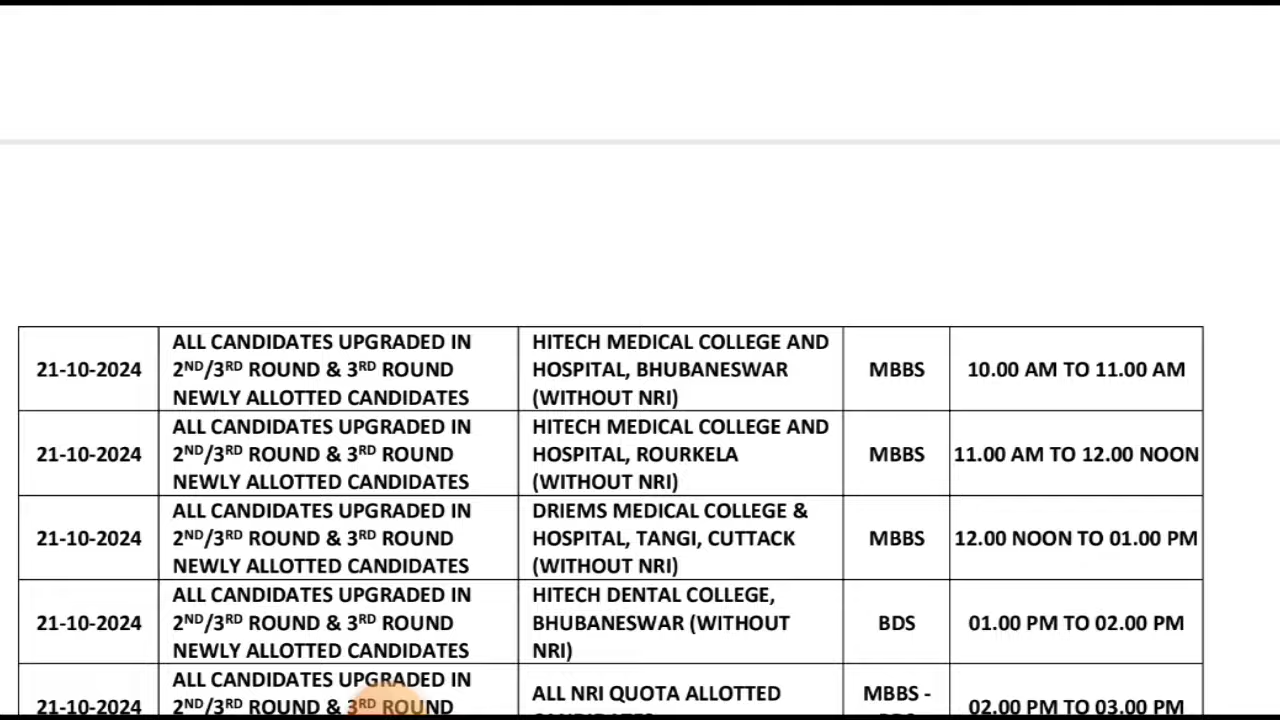 21-10-2024
ALL CANDIDATES UPGRADED IN
2ND/3RD ROUND & 3RD ROUND
NEWLY ALLOTTED CANDIDATES
HITECH MEDICAL COLLEGE AND
HOSPITAL, BHUBANESWAR
(WITHOUT NRI)
MBBS
10.00 AM TO 11.00 AM
21-10-2024
ALL CANDIDATES UPGRADED IN
2ND/3RD ROUND & 3RD ROUND
NEWLY ALLOTTED CANDIDATES
HITECH MEDICAL COLLEGE AND
HOSPITAL, ROURKELA
(WITHOUT NRI)
MBBS
11.00 AM TO 12.00 NOON
21-10-2024
ALL CANDIDATES UPGRADED IN
2ND/3RD ROUND & 3RD ROUND
NEWLY ALLOTTED CANDIDATES
DRIEMS MEDICAL COLLEGE &
HOSPITAL, TANGI, CUTTACK
(WITHOUT NRI)
MBBS
12.00 NOON TO 01.00 PM
21-10-2024
ALL CANDIDATES UPGRADED IN
2ND/3RD ROUND & 3RD ROUND
NEWLY ALLOTTED CANDIDATES
HITECH DENTAL COLLEGE,
BHUBANESWAR (WITHOUT
NRI)
BDS
01.00 PM TO 02.00 PM
21-10-2024
ALL CANDIDATES UPGRADED IN
2ND/3RD ROUND & 3RD ROUND
ALL NRI QUOTA ALLOTTED
MBBS -
02.00 PM TO 03.00 PM